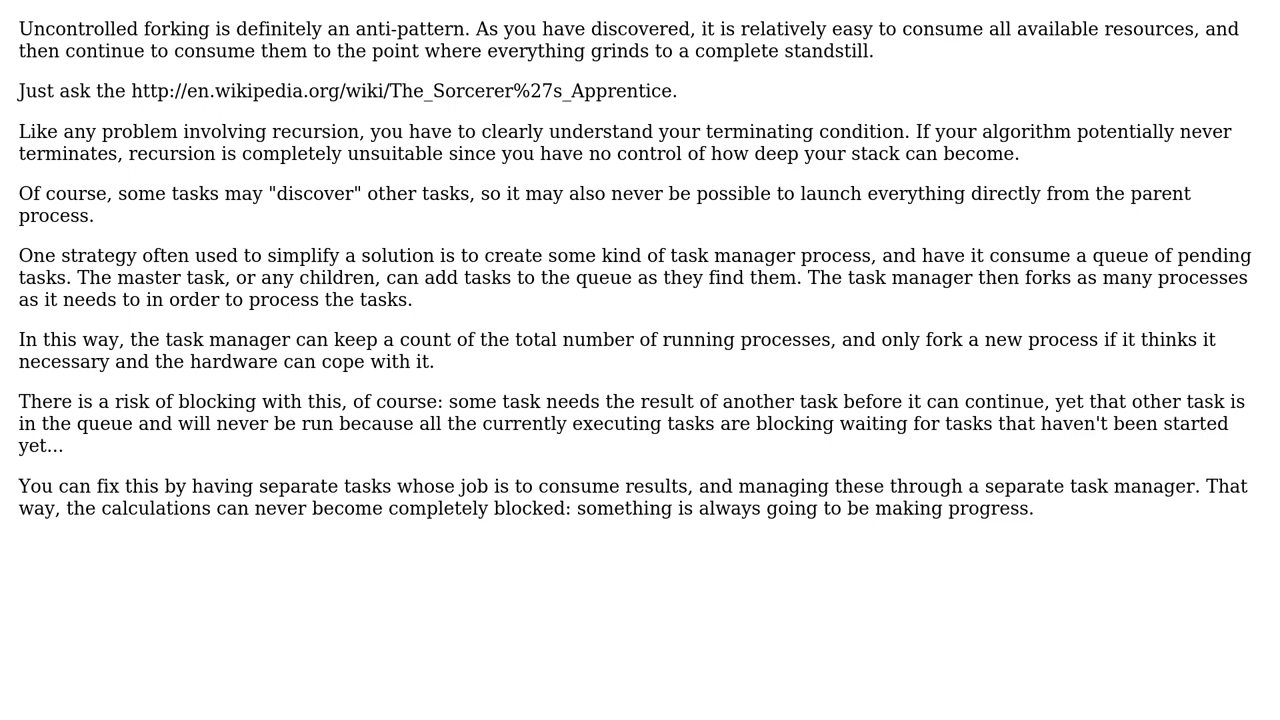 Uncontrolled forking is definitely an anti-pattern. As you have discovered, it is relatively easy to consume all available resources, and
then continue to consume them to the point where everything grinds to a complete standstill.
Just ask the http://en.wikipedia.org/wiki/The_Sorcerer%27s_Apprentice.
Like any problem involving recursion, you have to clearly understand your terminating condition. If your algorithm potentially never
terminates, recursion is completely unsuitable since you have no control of how deep your stack can become.
Of course, some tasks may "discover" other tasks, so it may also never be possible to launch everything directly from the parent
process.
One strategy often used to simplify a solution is to create some kind of task manager process, and have it consume a queue of pending
tasks. The master task, or any children, can add tasks to the queue as they find them. The task manager then forks as many processes
as it needs to in order to process the tasks.
In this way, the task manager can keep a count of the total number of running processes, and only fork a new process if it thinks it
necessary and the hardware can cope with it.
There is a risk of blocking with this, of course: some task needs the result of another task before it can continue, yet that other task is
in the queue and will never be run because all the currently executing tasks are blocking waiting for tasks that haven't been started
yet...
You can fix this by having separate tasks whose job is to consume results, and managing these through a separate task manager. That
way, the calculations can never become completely blocked: something is always going to be making progress.